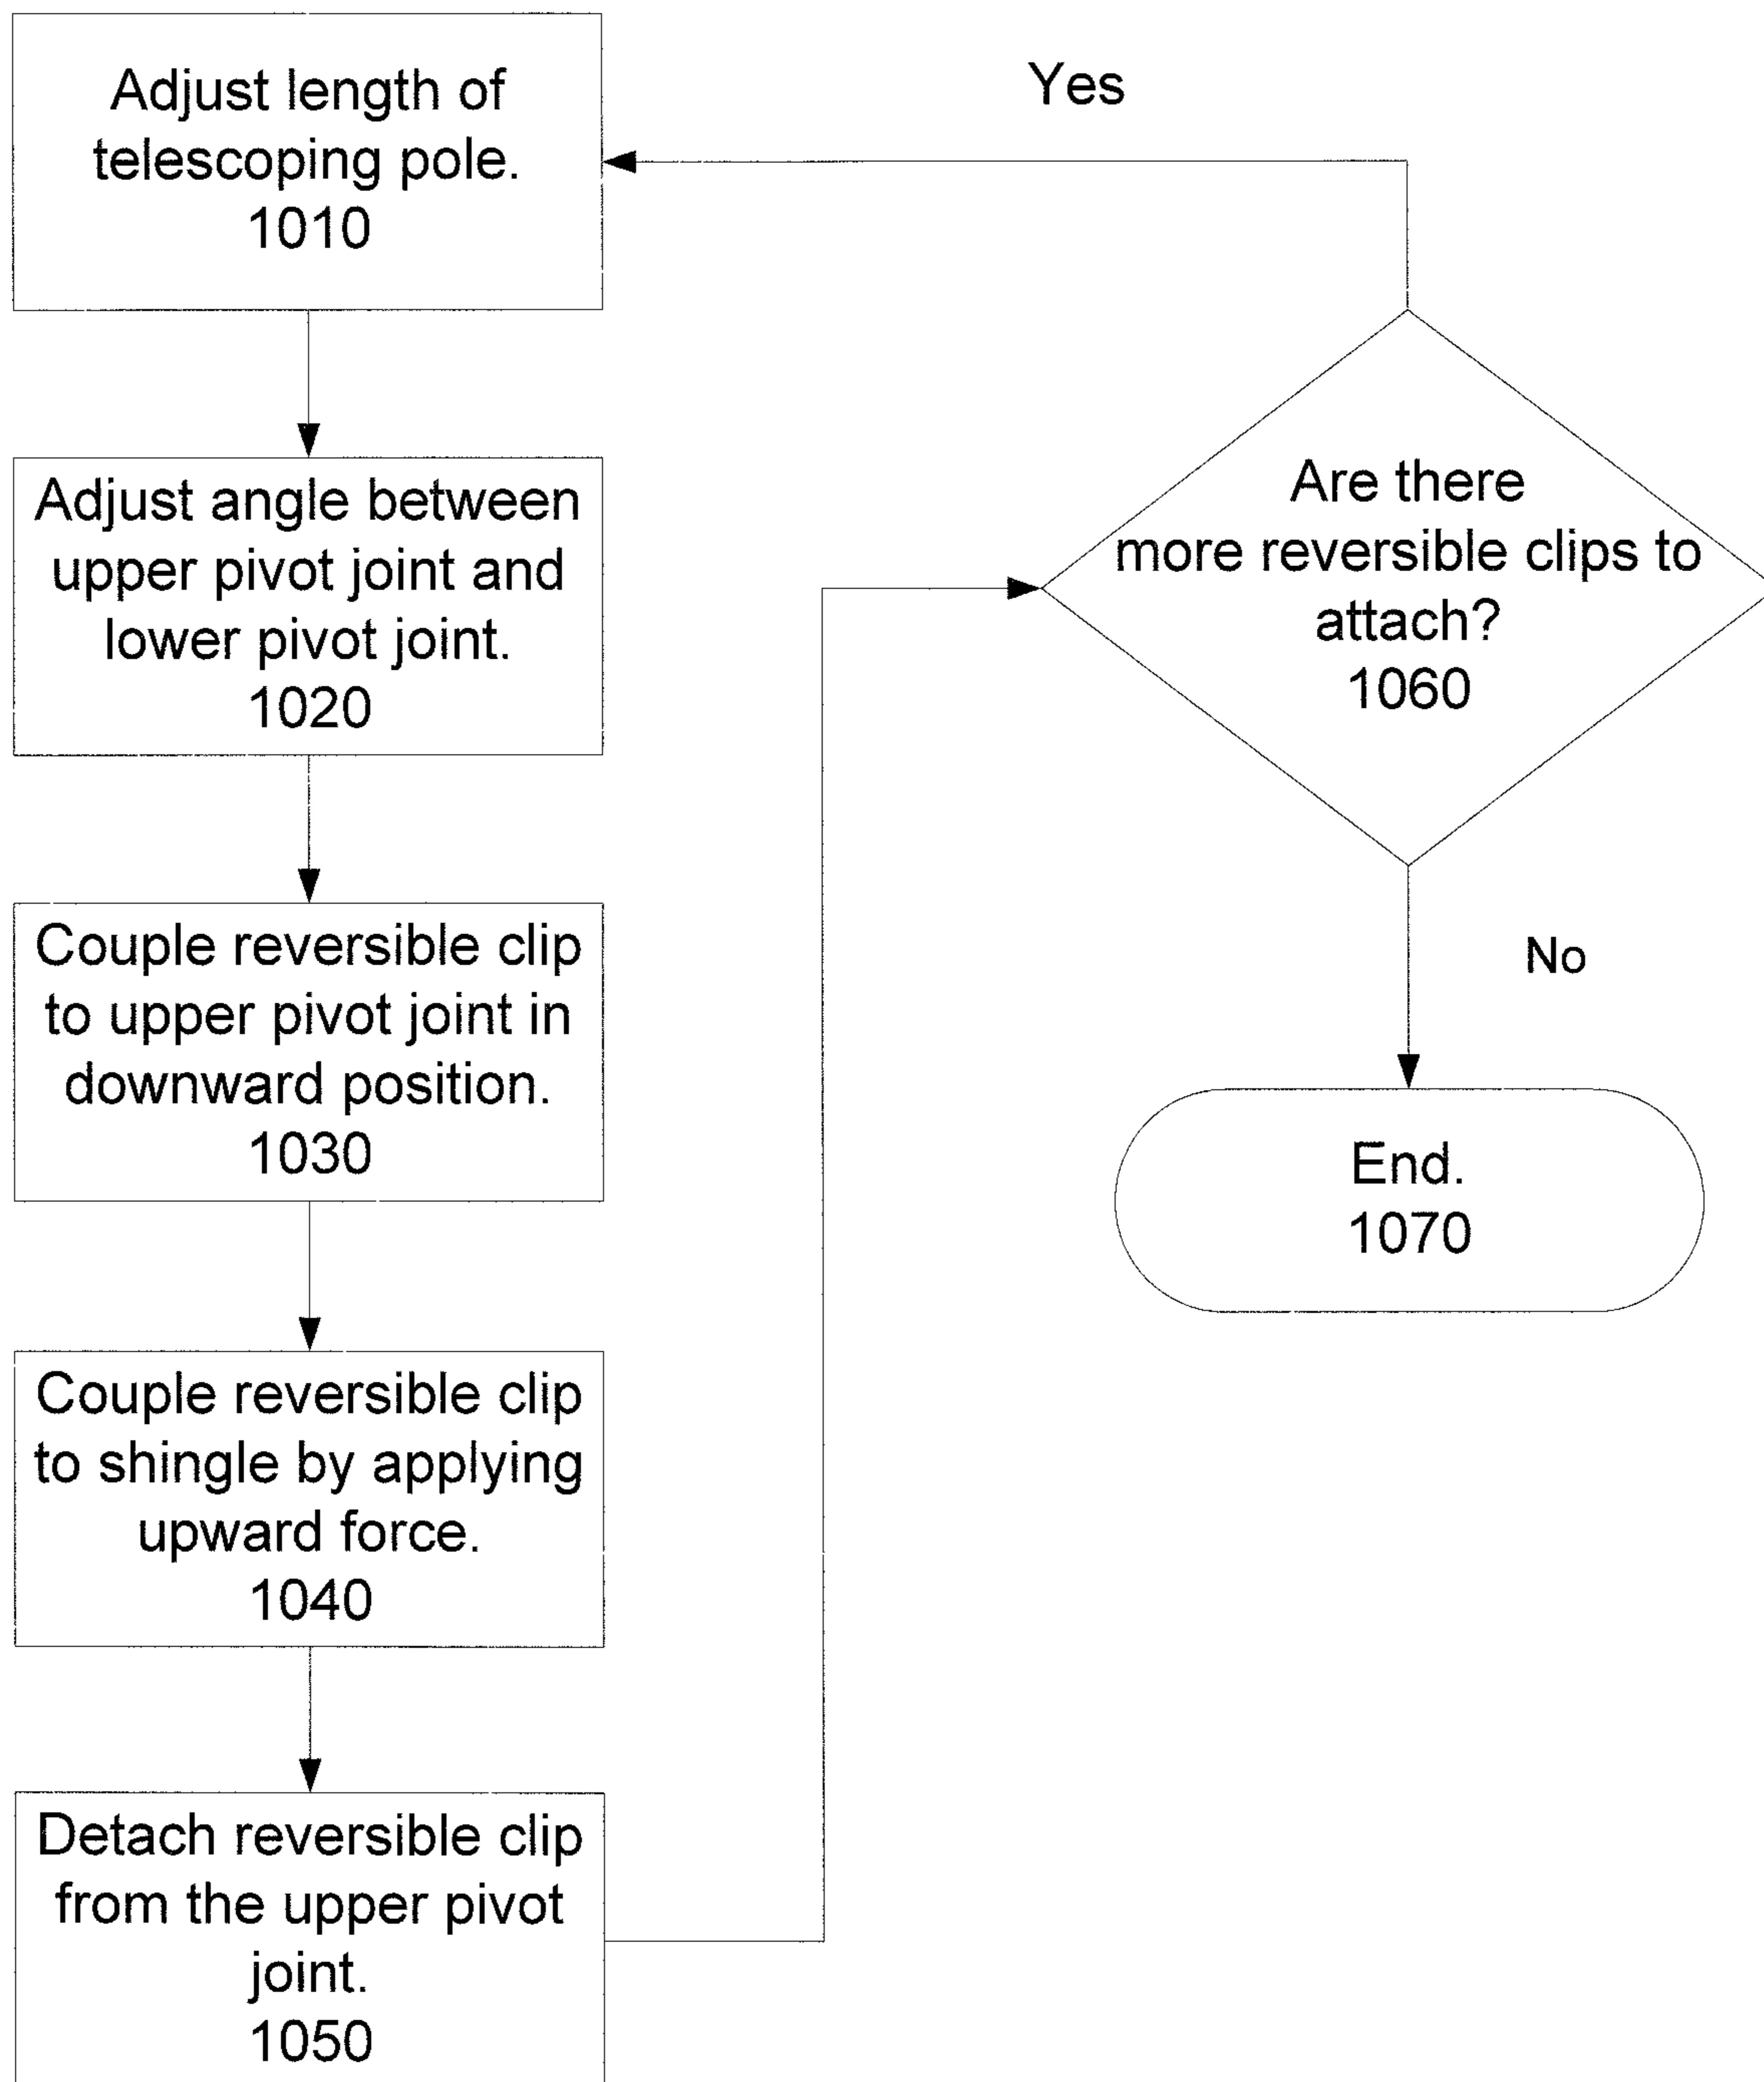 Adjust length of
telescoping pole.
1010
Adjust angle between
upper pivot joint and
lower pivot joint.
1020
Couple reversible clip
to upper pivot joint in
downward position.
1030
Couple reversible clip
to shingle by applying
upward force.
1040
Detach reversible clip
from the upper pivot
joint.
1050
Yes
Are there
more reversible clips to
attach?
1060
No
End.
1070